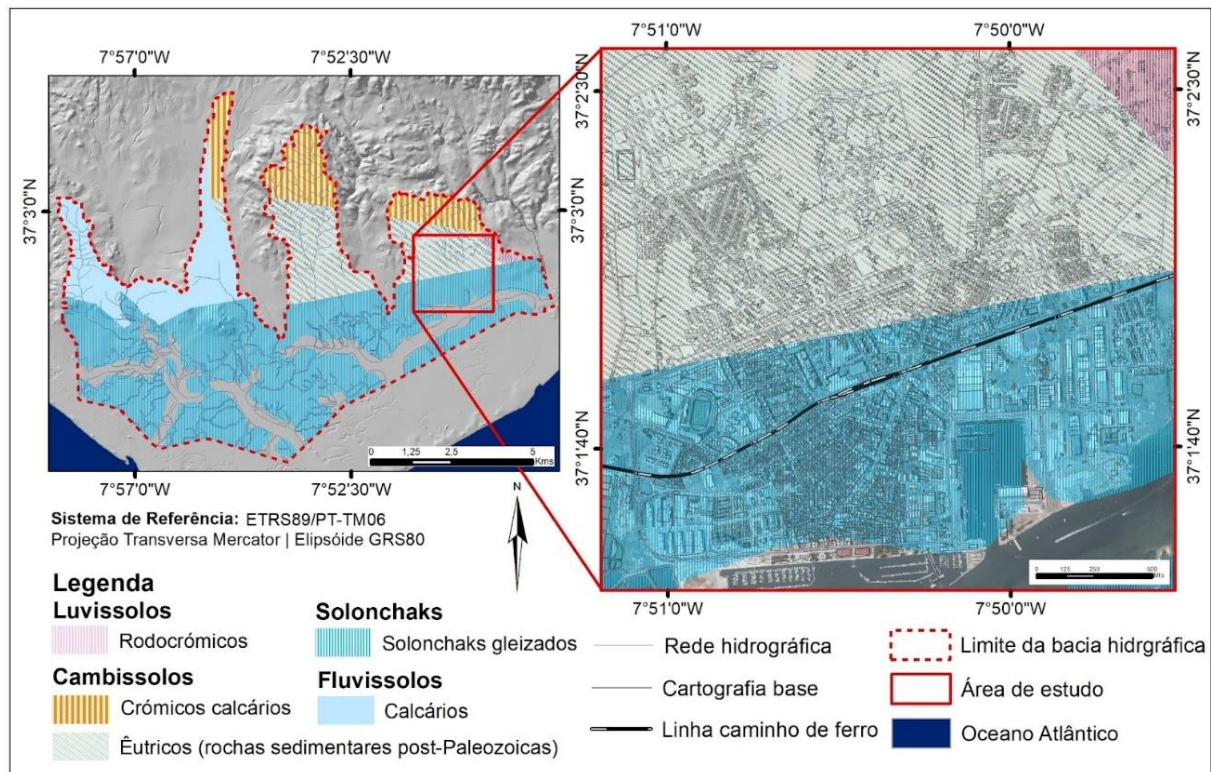 7°57'0"W
7°52'30"W
37°3'0"N
37°3'0"N
0 1,25 2,5 5
Kms
7°57'0"W
7°52'30"W
7°51'0"W
7°50'0"W
37°2'30"N
37°2'30"N
37°1'40"N
37°1'40"N
0 125 250 500
7°51'0"W
7°50'0"W
N
Sistema de Referência: ETRS89/PT-TM06
Projeção Transversa Mercator | Elipsóide GRS80
Legenda
Luvissolos
Rodocrómicos
Cambissolos
Crómicos calcários
Êutricos (rochas sedimentares post-Paleozoicas)
Solonchaks
Solonchaks gleizados
Fluvissolos
Calcários
Rede hidrográfica
Cartografia base
Linha caminho de ferro
Limite da bacia hidrgráfica
Área de estudo
Oceano Atlântico